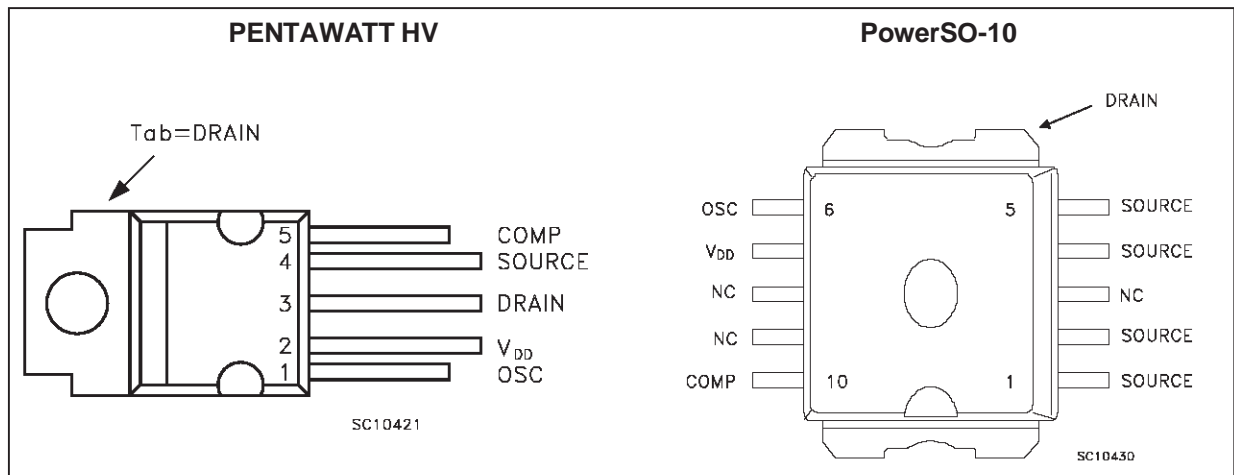 PENTAWATT HV
Tab=DRAIN
5 COMP
4 SOURCE
3 DRAIN
2 VDD
1 OSC
SC10421
PowerSO-10
DRAIN
OSC 6 5 SOURCE
VDD SOURCE
NC NC
NC SOURCE
COMP 10 1 SOURCE
SC10430